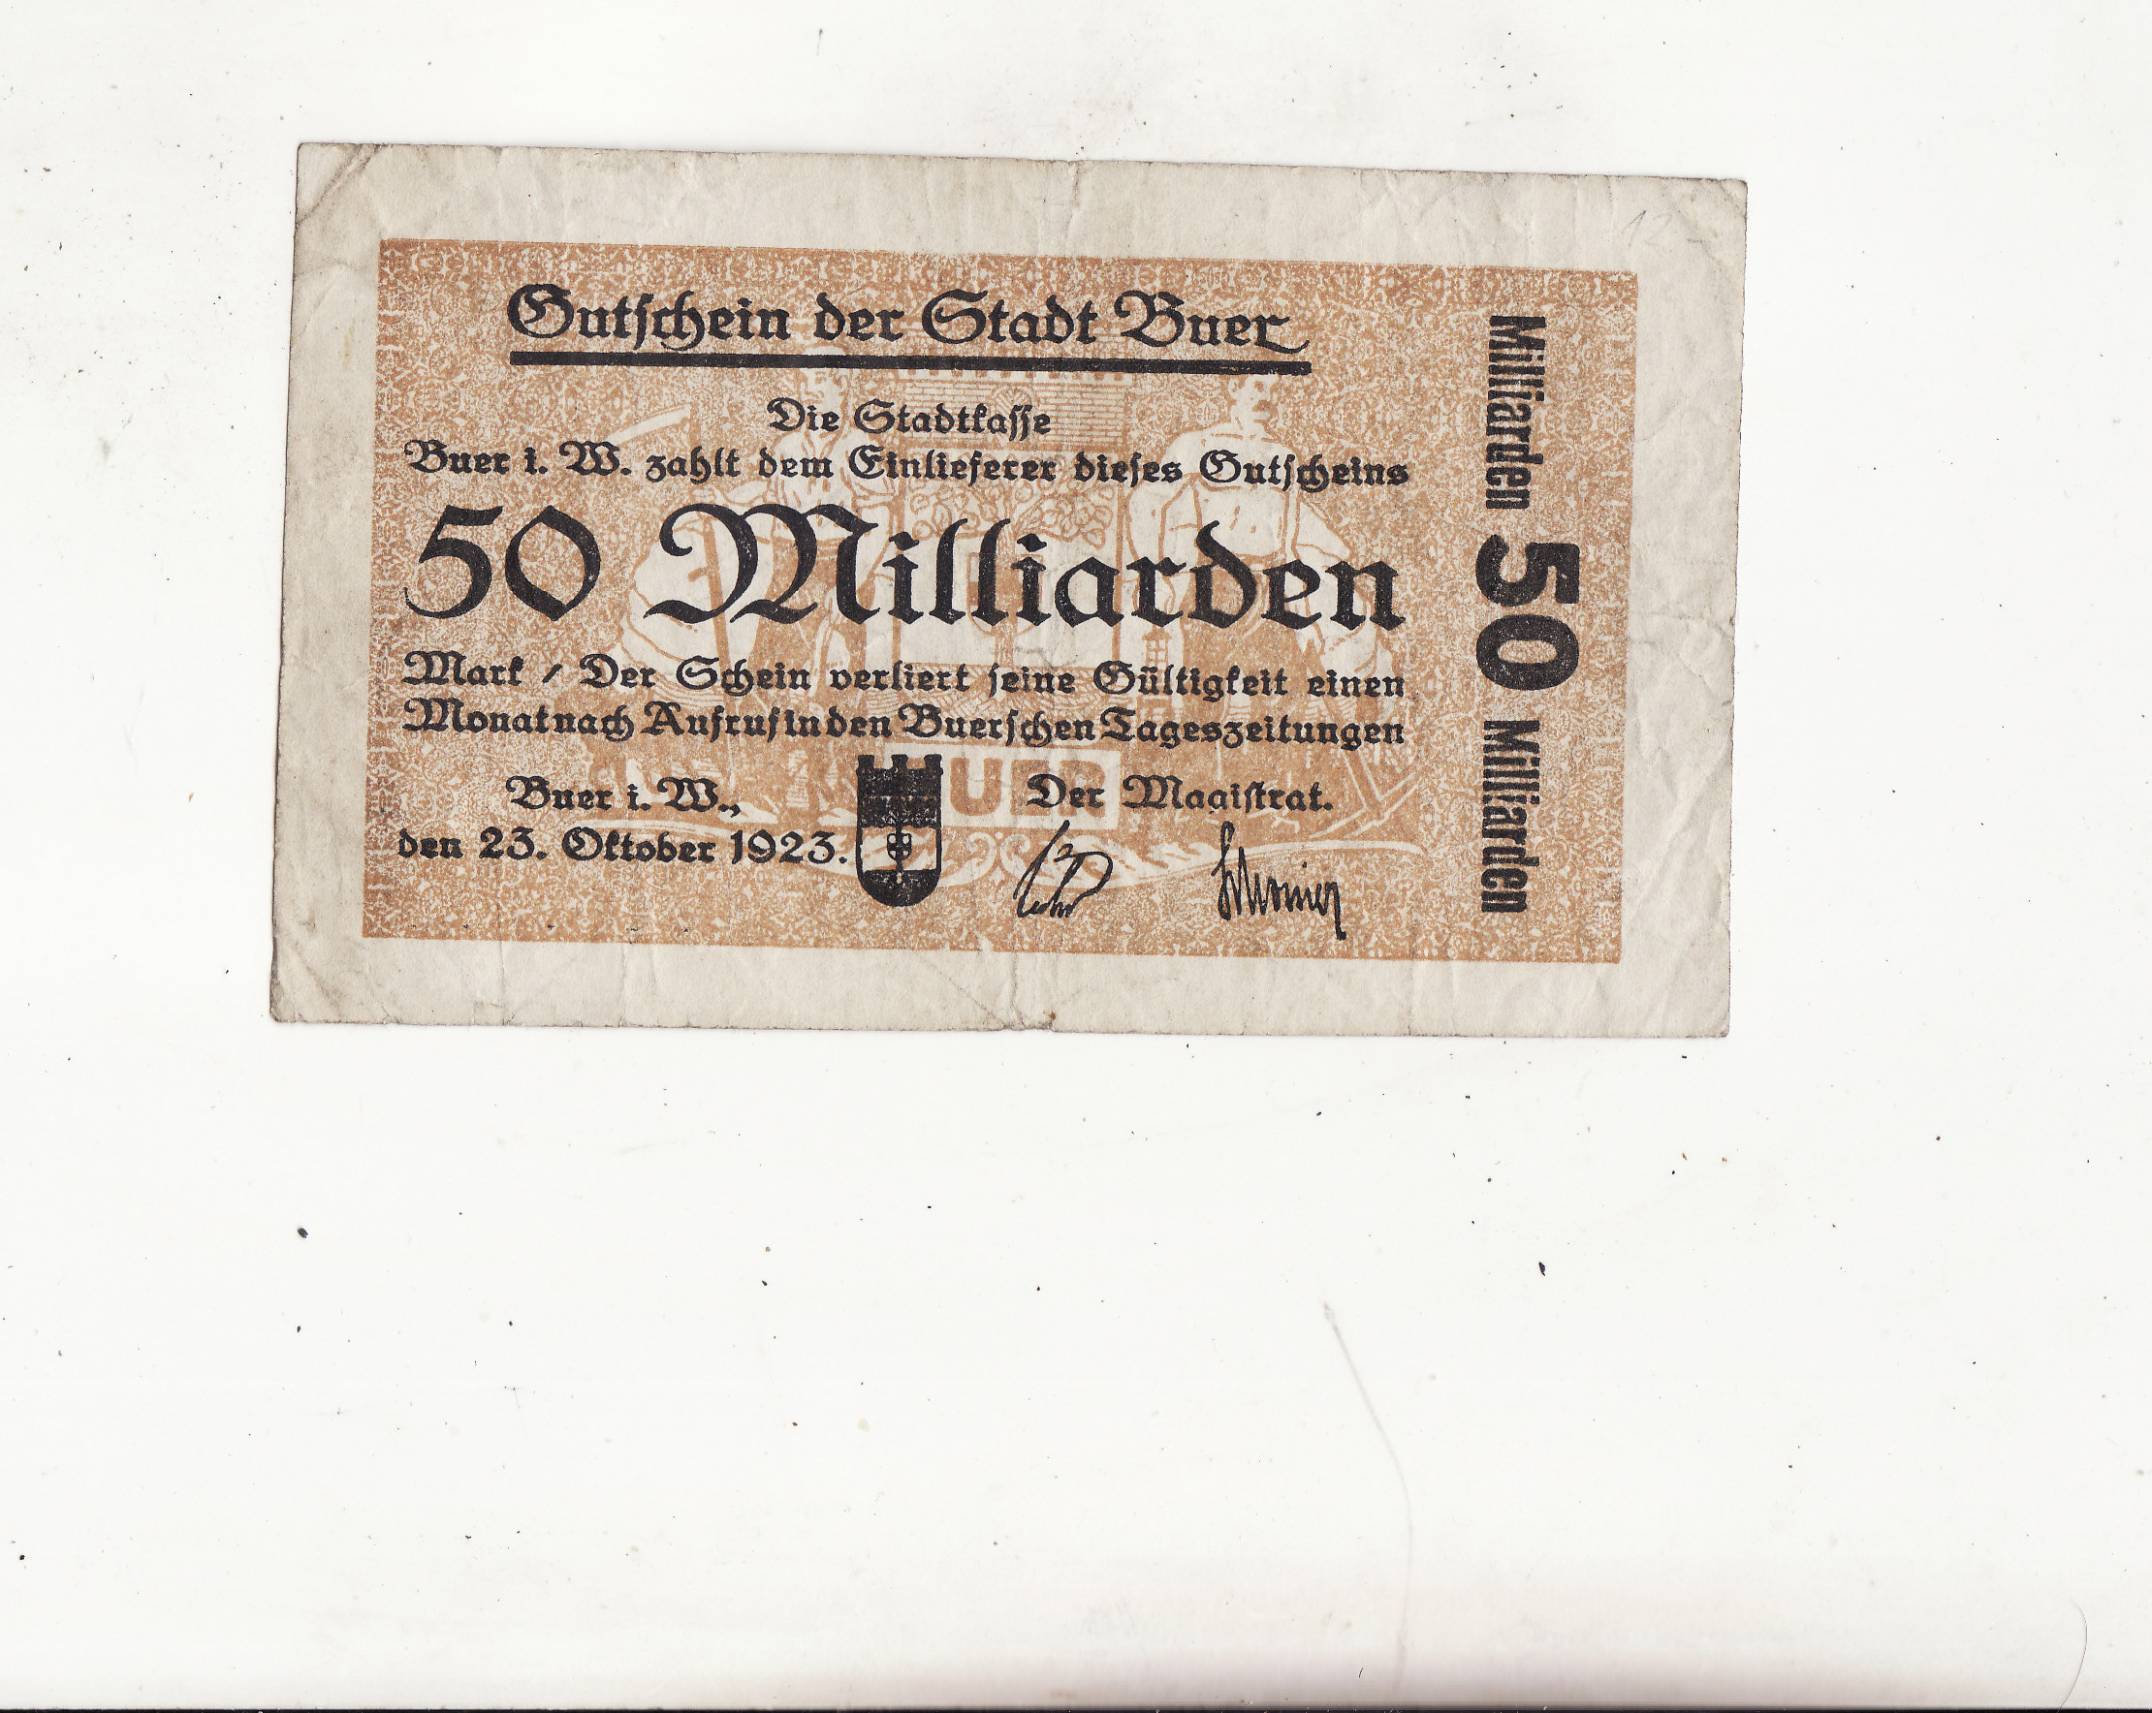 Gutschein der Stadt Buer
Die Stadtkasse
Buer i. W. zahlt dem Einlieferer dieses Gutscheins
50 Milliarden
Mark / Der Schein verliert seine Gültigkeit einen
Monat nach Aufruf in den Buerschen Tageszeitungen
Buer i. W.,
den 23. Oktober 1923.
Der Magistrat.
BUER
Milliarden 50 Milliarden
12